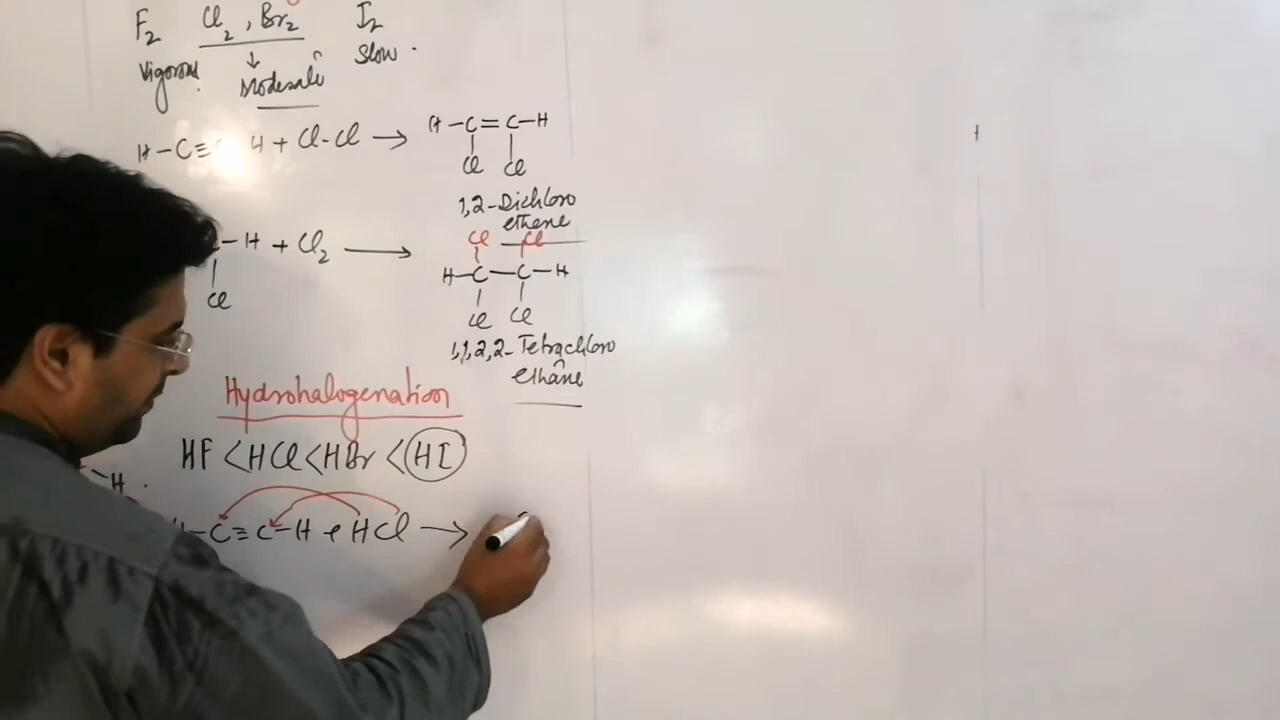 F₂ Cl₂, Br₂ I₂
Vigorous Moderate Slow.
H-C≡ H + Cl-Cl →
H-C=C-H
Cl Cl
1,2-Dichloro
ethene
-H + Cl₂ →
Cl
Cl Cl
H-C-C-H
Cl Cl
1,1,2,2-Tetrachloro
ethane
Hydrohalogenation
HF < HCl < HBr < HI
-H
-C≡C-H + HCl →